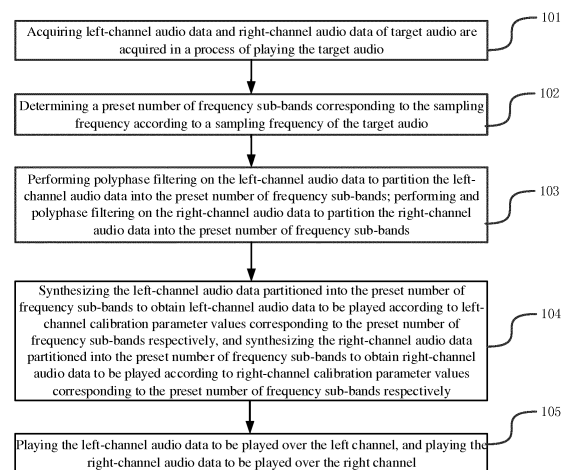 Acquiring left-channel audio data and right-channel audio data of target audio are
acquired in a process of playing the target audio
101
Determining a preset number of frequency sub-bands corresponding to the sampling
frequency according to a sampling frequency of the target audio
102
Performing polyphase filtering on the left-channel audio data to partition the left-
channel audio data into the preset number of frequency sub-bands; performing and
polyphase filtering on the right-channel audio data to partition the right-channel
audio data into the preset number of frequency sub-bands
103
Synthesizing the left-channel audio data partitioned into the preset number of
frequency sub-bands to obtain left-channel audio data to be played according to left-
channel calibration parameter values corresponding to the preset number of
frequency sub-bands respectively, and synthesizing the right-channel audio data
partitioned into the preset number of frequency sub-bands to obtain right-channel
audio data to be played according to right-channel calibration parameter values
corresponding to the preset number of frequency sub-bands respectively
104
Playing the left-channel audio data to be played over the left channel, and playing the
right-channel audio data to be played over the right channel
105